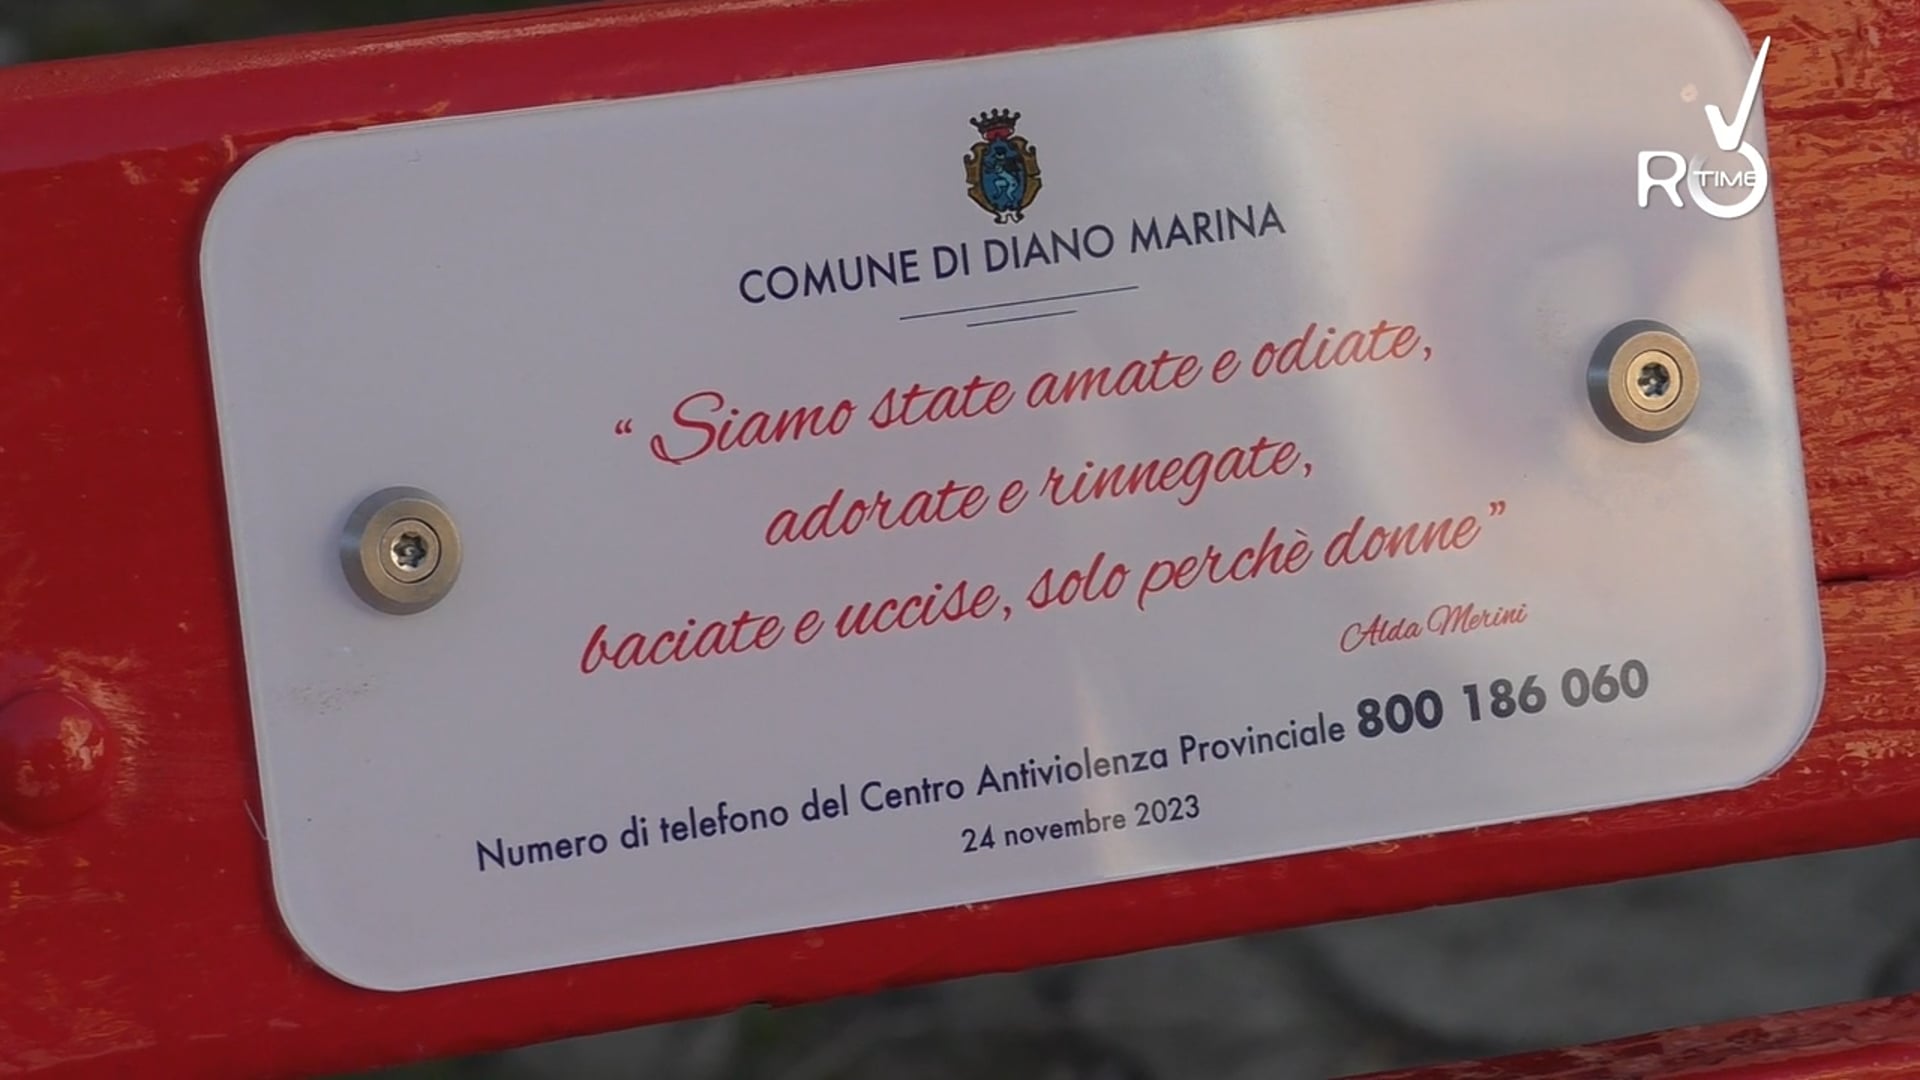 COMUNE DI DIANO MARINA
“ Siamo state amate e odiate,
adorate e rinnegate,
baciate e uccise, solo perchè donne”
Alda Merini
Numero di telefono del Centro Antiviolenza Provinciale 800 186 060
24 novembre 2023
R TIME